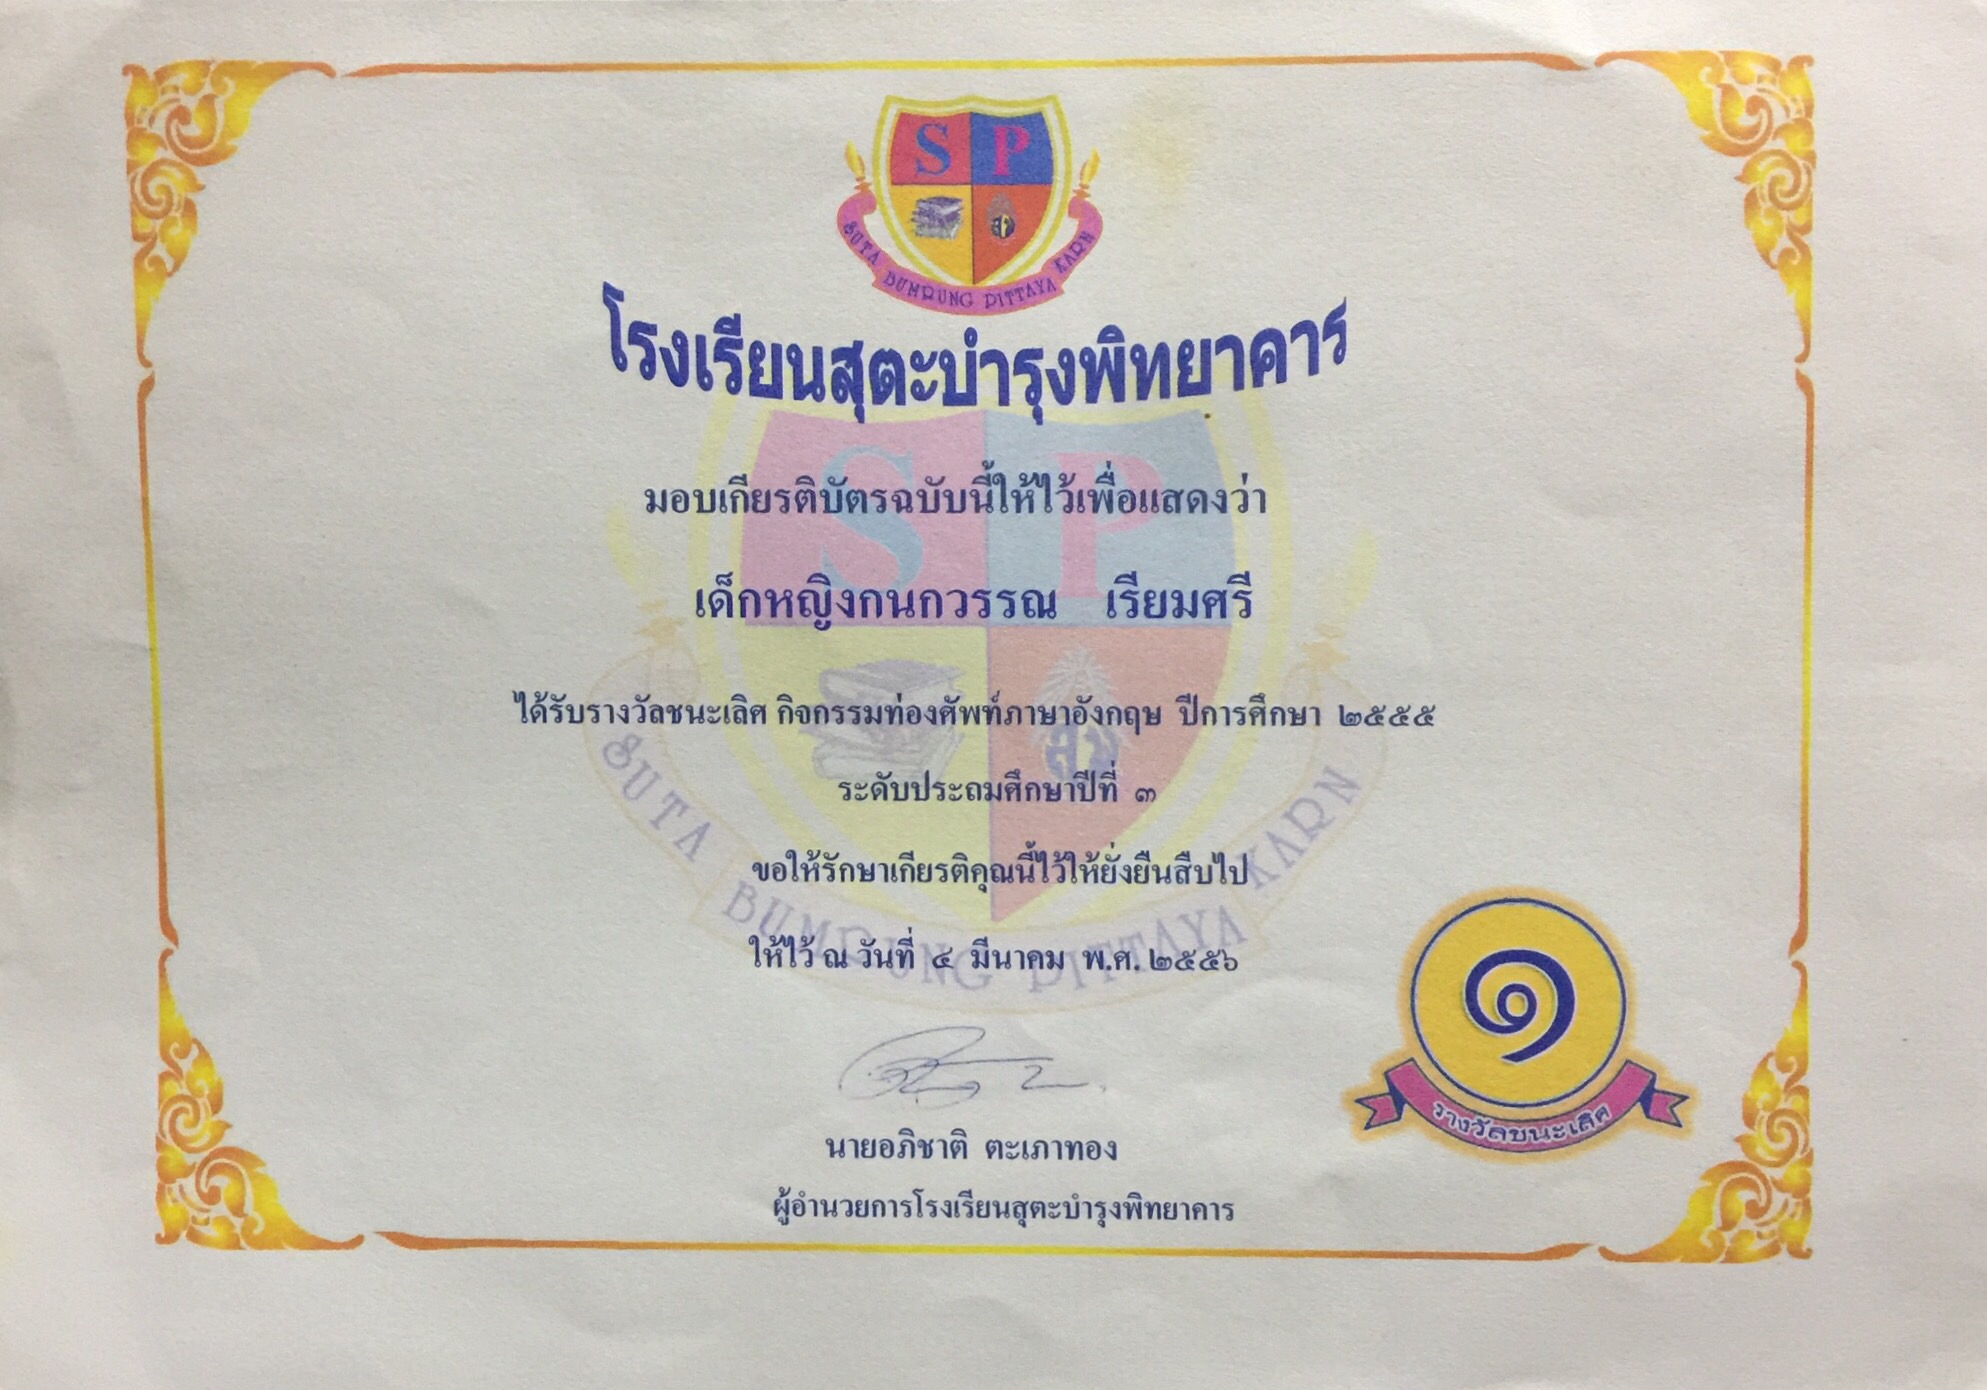 S P
SUTA BUMRUNG PITTAYA KARN
โรงเรียนสุตะบำรุงพิทยาคาร
มอบเกียรติบัตรฉบับนี้ให้ไว้เพื่อแสดงว่า
เด็กหญิงกนกวรรณ เรียมศรี
ได้รับรางวัลชนะเลิศ กิจกรรมท่องศัพท์ภาษาอังกฤษ ปีการศึกษา ๒๕๕๕
ระดับประถมศึกษาปีที่ ๓
ขอให้รักษาเกียรติคุณนี้ไว้ให้ยั่งยืนสืบไป
ให้ไว้ ณ วันที่ ๔ มีนาคม พ.ศ. ๒๕๕๖
S P
SUTA BUMRUNG PITTAYA KARN
๑
รางวัลชนะเลิศ
นายอภิชาติ ตะเภาทอง
ผู้อำนวยการโรงเรียนสุตะบำรุงพิทยาคาร